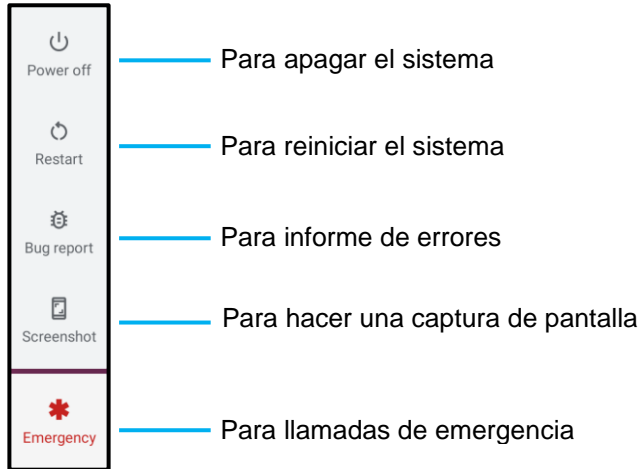 Power off
Para apagar el sistema
Restart
Para reiniciar el sistema
Bug report
Para informe de errores
Screenshot
Para hacer una captura de pantalla
Emergency
Para llamadas de emergencia